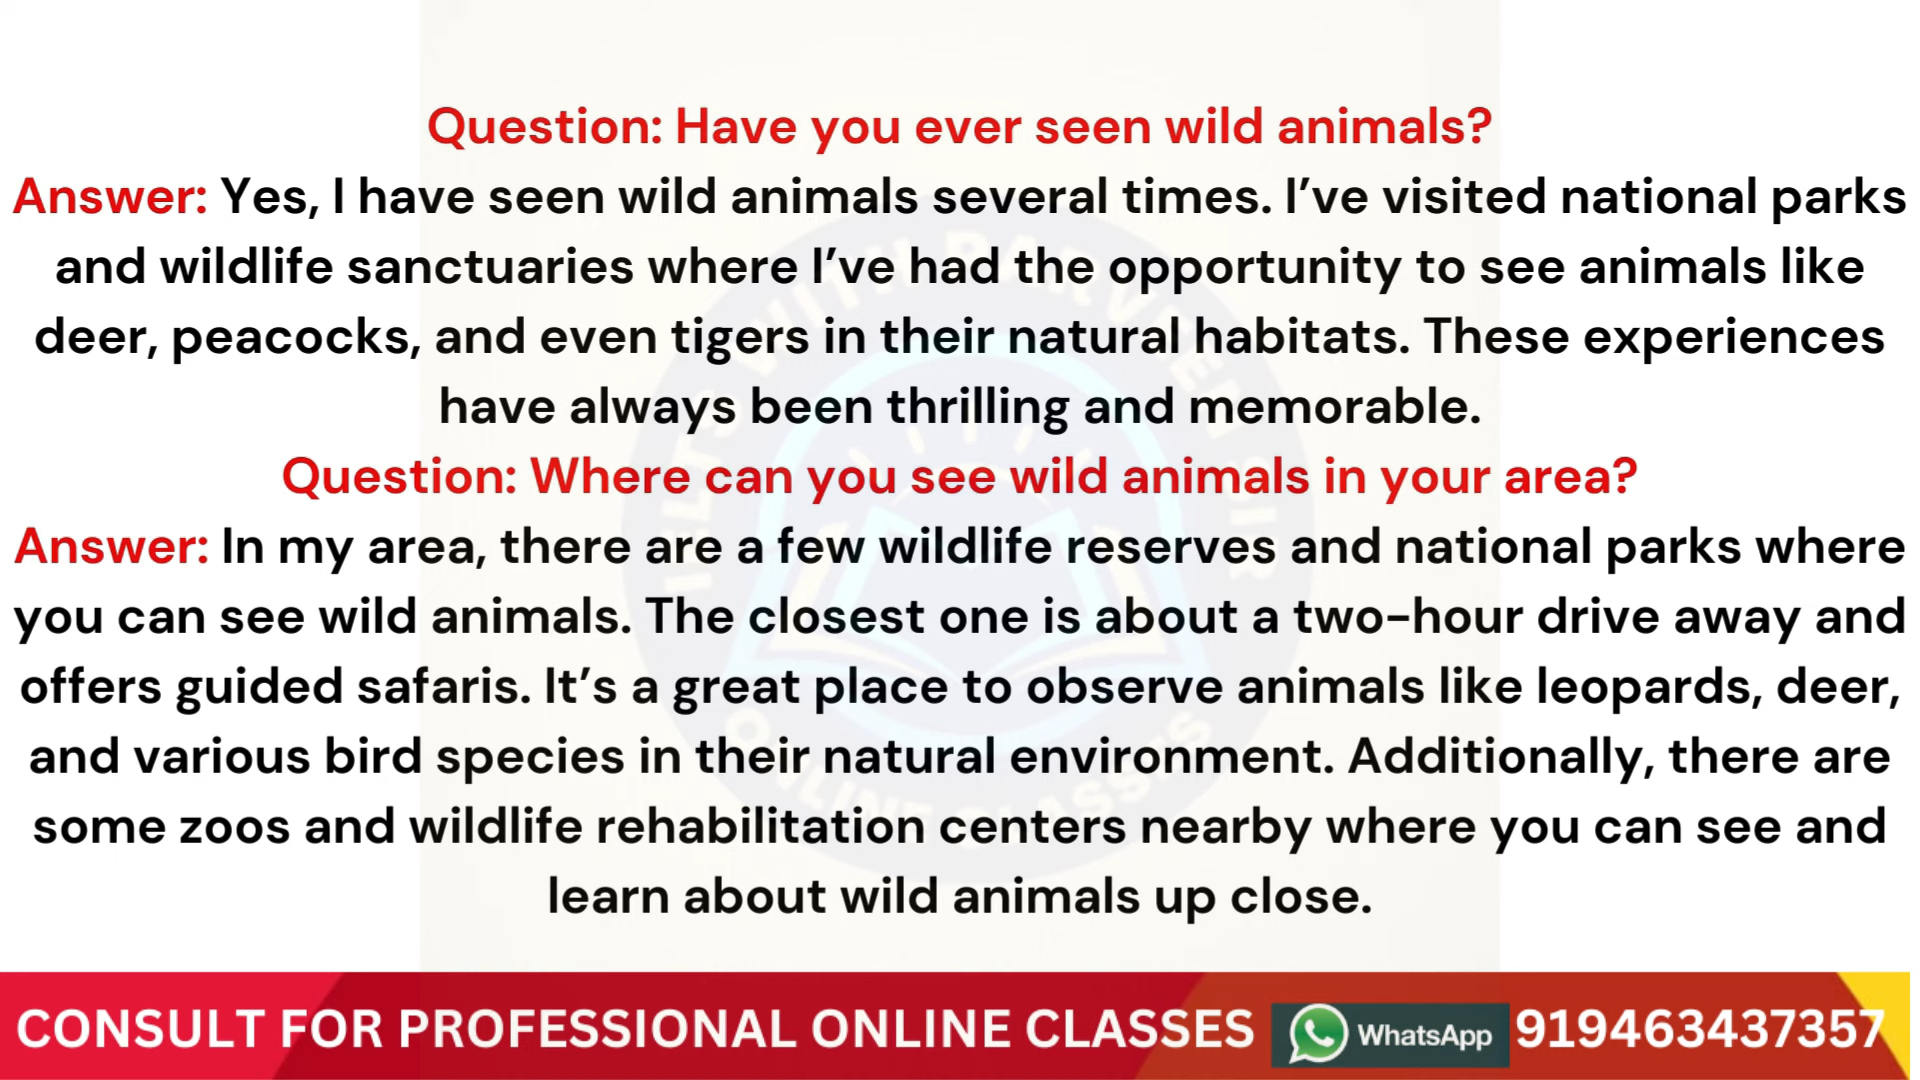 Question: Have you ever seen wild animals?
Answer: Yes, I have seen wild animals several times. I’ve visited national parks
and wildlife sanctuaries where I’ve had the opportunity to see animals like
deer, peacocks, and even tigers in their natural habitats. These experiences
have always been thrilling and memorable.
Question: Where can you see wild animals in your area?
Answer: In my area, there are a few wildlife reserves and national parks where
you can see wild animals. The closest one is about a two-hour drive away and
offers guided safaris. It’s a great place to observe animals like leopards, deer,
and various bird species in their natural environment. Additionally, there are
some zoos and wildlife rehabilitation centers nearby where you can see and
learn about wild animals up close.
IELTS WITH PARVEEN SIR
ONLINE CLASSES
CONSULT FOR PROFESSIONAL ONLINE CLASSES WhatsApp 919463437357